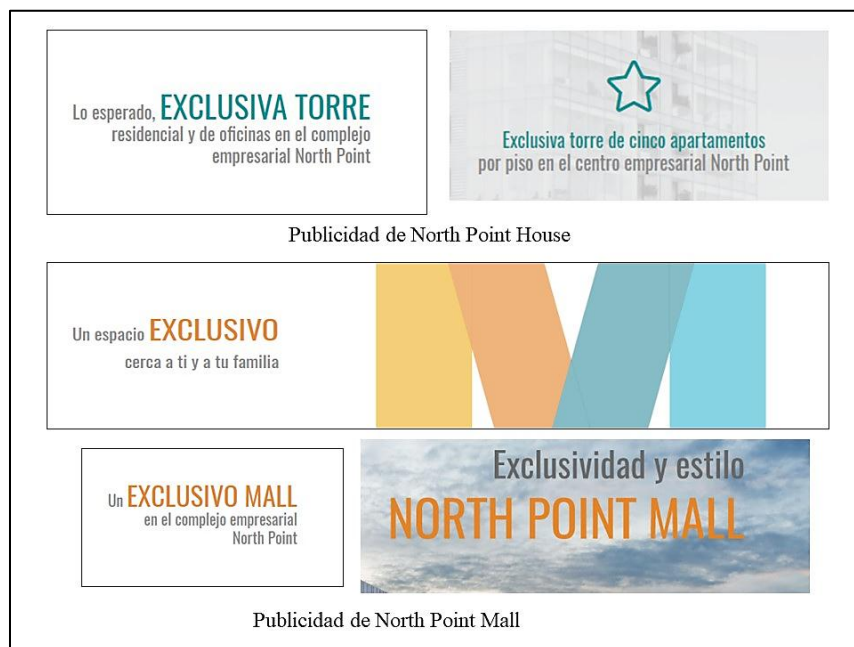 Lo esperado, EXCLUSIVA TORRE
residencial y de oficinas en el complejo
empresarial North Point
Exclusiva torre de cinco apartamentos
por piso en el centro empresarial North Point
Publicidad de North Point House
Un espacio EXCLUSIVO
cerca a ti y a tu familia
Un EXCLUSIVO MALL
en el complejo empresarial
North Point
Exclusividad y estilo
NORTH POINT MALL
Publicidad de North Point Mall